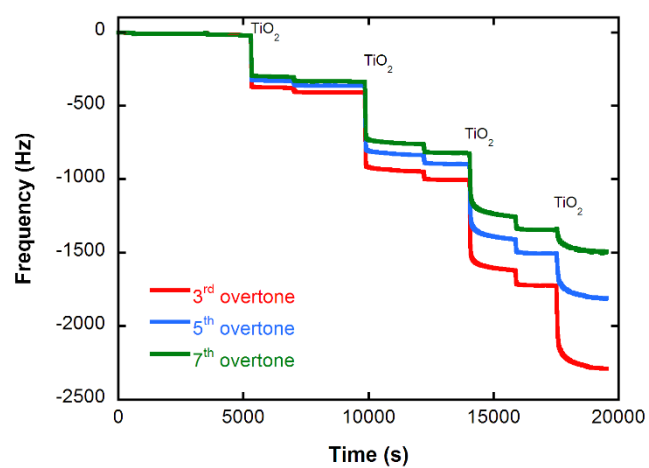 0
-500
-1000
-1500
-2000
-2500
Frequency (Hz)
TiO₂
TiO₂
TiO₂
TiO₂
3ʳᵈ overtone
5ᵗʰ overtone
7ᵗʰ overtone
0 5000 10000 15000 20000
Time (s)